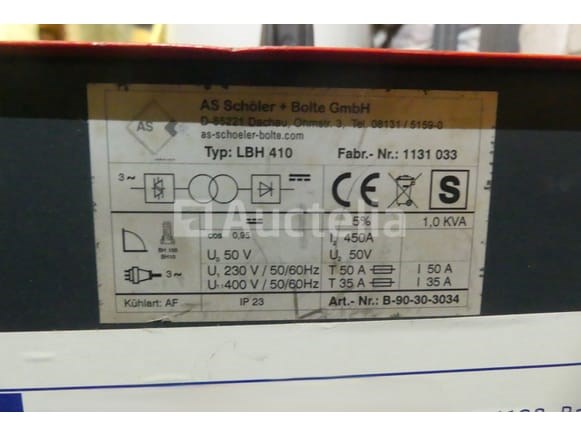 AS Schöler + Bolte GmbH
D-85221 Dachau, Ohmstr. 3, Tel. 08131 / 5159-0
as-schoeler-bolte.com
AS
Typ: LBH 410 Fabr.- Nr.: 1131 033
3~ CE S
Auctella
5% 1,0 KVA
cos 0,95 I₂ 450A
U₀ 50 V U₂ 50V
3~ U₁ 230 V / 50/60Hz T 50 A I 50 A
U₁ 400 V / 50/60Hz T 35 A I 35 A
Kühlart: AF IP 23 Art.- Nr.: B-90-30-3034